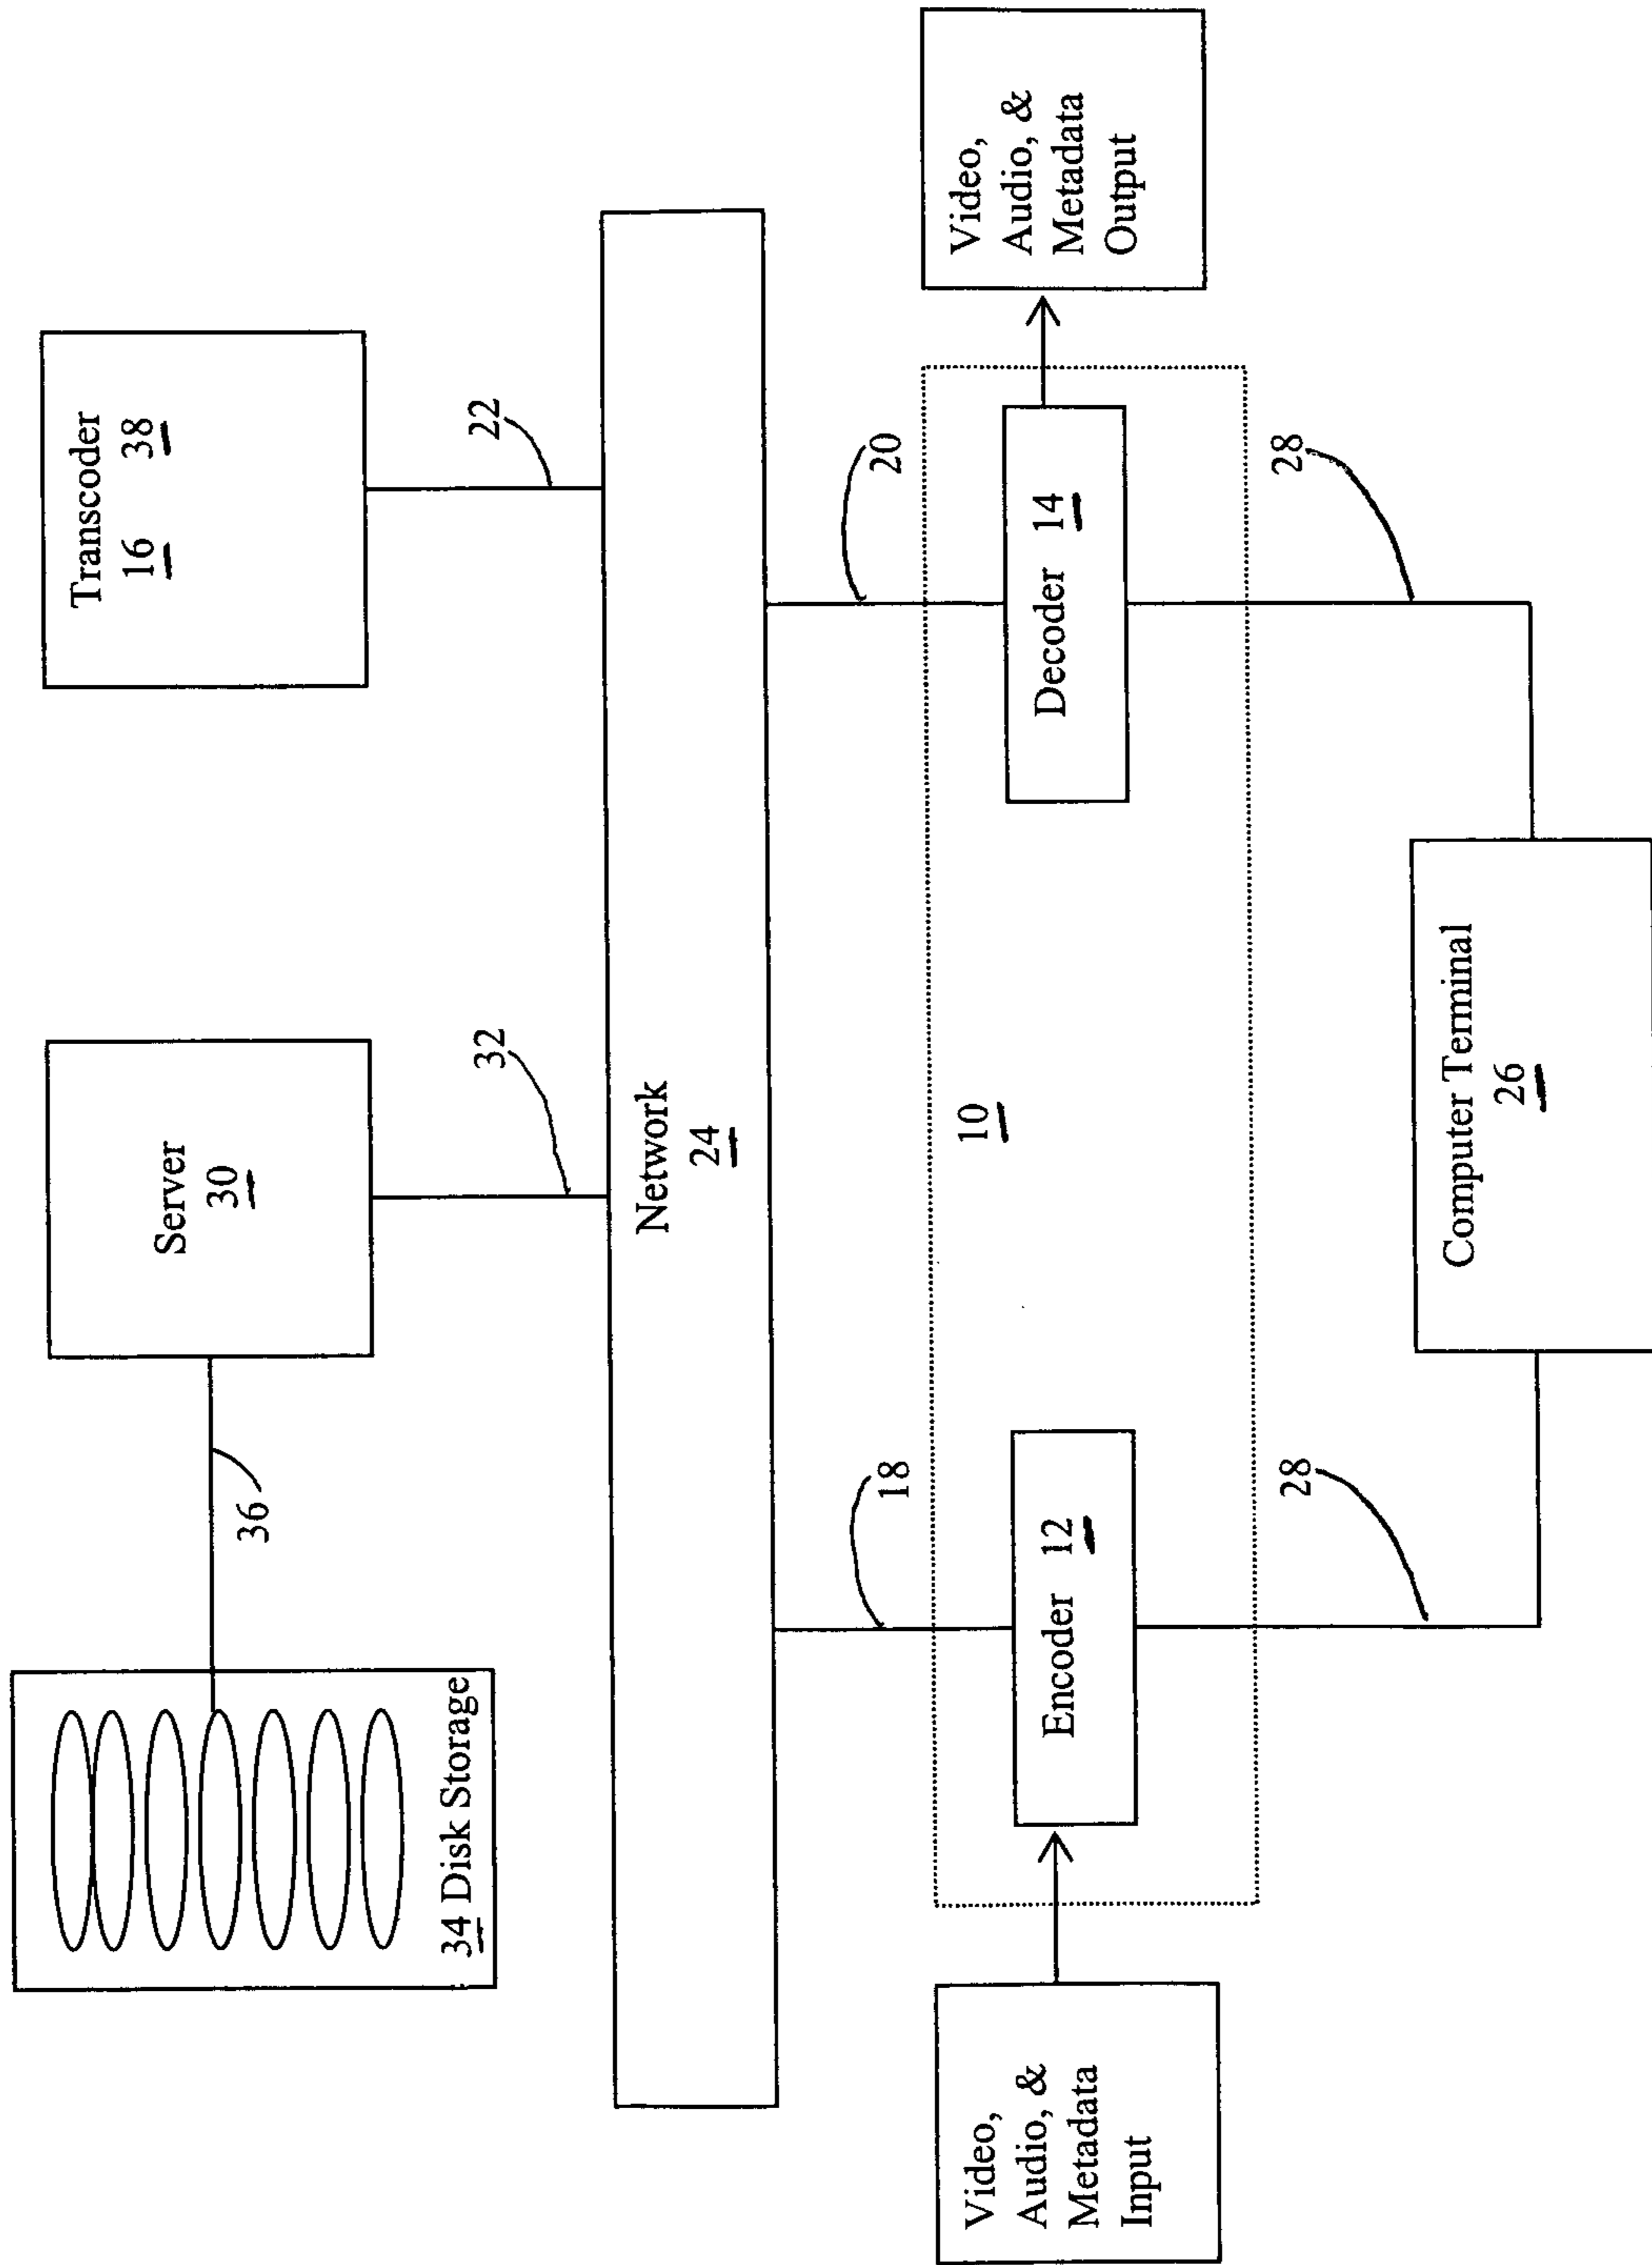 34 Disk Storage
36
Server
30
32
Transcoder
16 38
22
Network
24
18
20
10
Video,
Audio, &
Metadata
Input
Encoder 12
Decoder 14
Video,
Audio, &
Metadata
Output
28
28
Computer Terminal
26